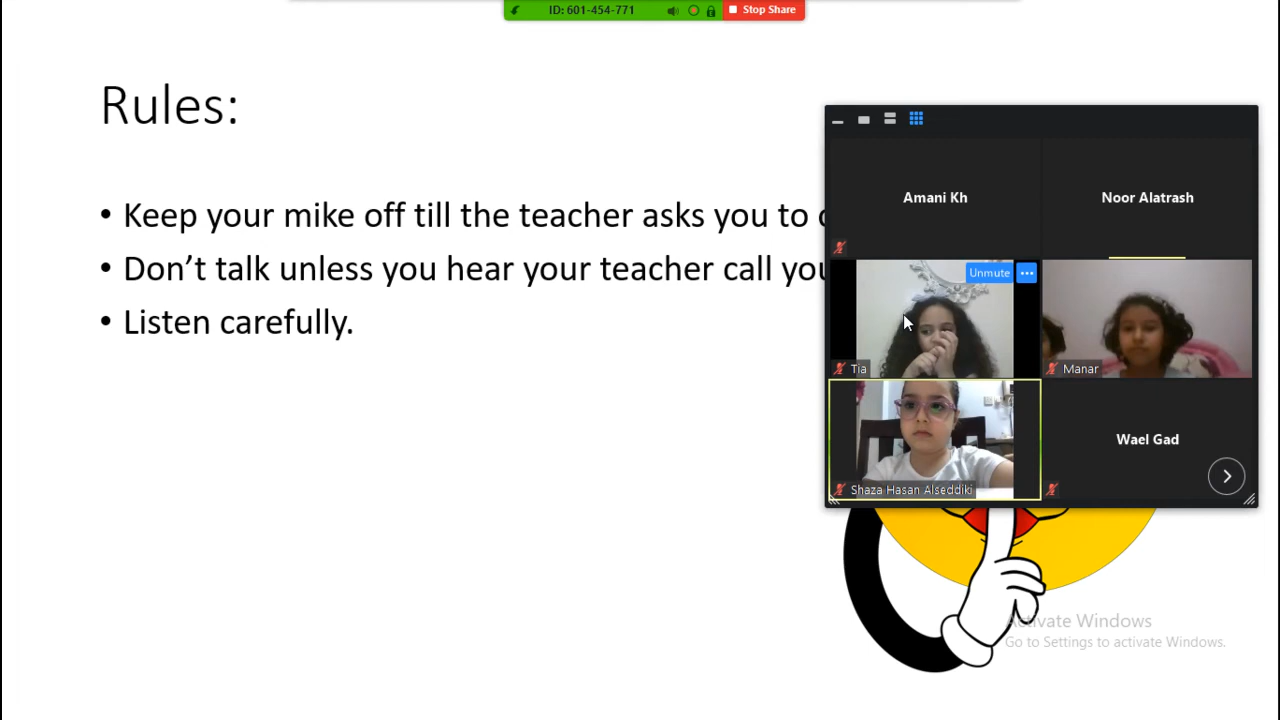 ID: 601-454-771
Stop Share
Rules:
Keep your mike off till the teacher asks you to
Don’t talk unless you hear your teacher call you
Listen carefully.
Amani Kh
Noor Alatrash
Unmute
Tia
Manar
Shaza Hasan Alseddiki
Wael Gad
Activate Windows
Go to Settings to activate Windows.